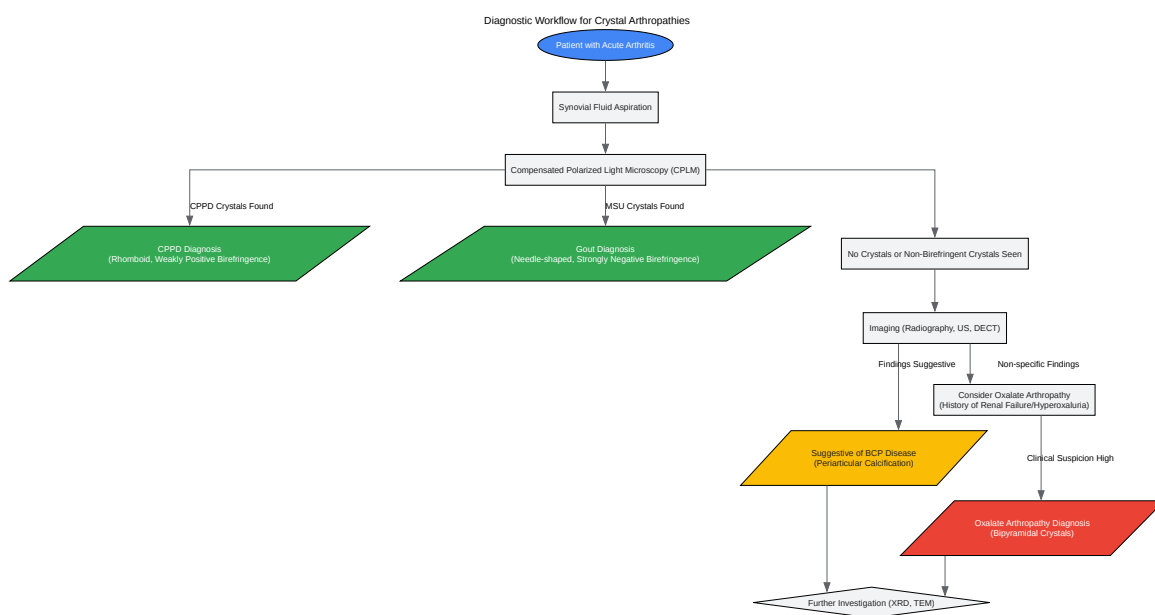 Diagnostic Workflow for Crystal Arthropathies
Patient with Acute Arthritis
Synovial Fluid Aspiration
Compensated Polarized Light Microscopy (CPLM)
CPPD Crystals Found
MSU Crystals Found
CPPD Diagnosis
(Rhomboid, Weakly Positive Birefringence)
Gout Diagnosis
(Needle-shaped, Strongly Negative Birefringence)
No Crystals or Non-Birefringent Crystals Seen
Imaging (Radiography, US, DECT)
Findings Suggestive
Non-specific Findings
Consider Oxalate Arthropathy
(History of Renal Failure/Hyperoxaluria)
Suggestive of BCP Disease
(Periarticular Calcification)
Clinical Suspicion High
Oxalate Arthropathy Diagnosis
(Bipyramidal Crystals)
Further Investigation (XRD, TEM)